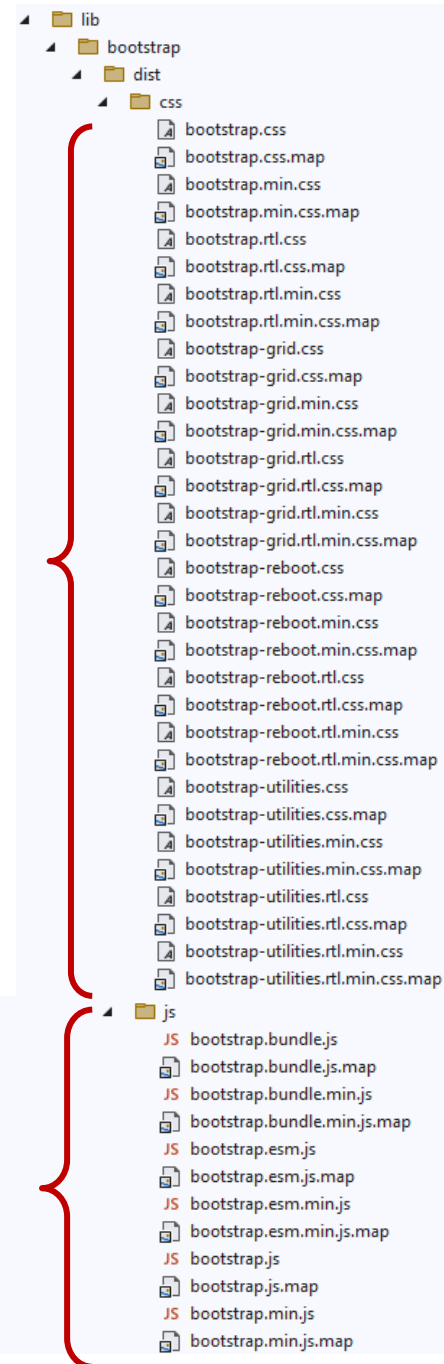 lib
bootstrap
dist
css
bootstrap.css
bootstrap.css.map
bootstrap.min.css
bootstrap.min.css.map
bootstrap.rtl.css
bootstrap.rtl.css.map
bootstrap.rtl.min.css
bootstrap.rtl.min.css.map
bootstrap-grid.css
bootstrap-grid.css.map
bootstrap-grid.min.css
bootstrap-grid.min.css.map
bootstrap-grid.rtl.css
bootstrap-grid.rtl.css.map
bootstrap-grid.rtl.min.css
bootstrap-grid.rtl.min.css.map
bootstrap-reboot.css
bootstrap-reboot.css.map
bootstrap-reboot.min.css
bootstrap-reboot.min.css.map
bootstrap-reboot.rtl.css
bootstrap-reboot.rtl.css.map
bootstrap-reboot.rtl.min.css
bootstrap-reboot.rtl.min.css.map
bootstrap-utilities.css
bootstrap-utilities.css.map
bootstrap-utilities.min.css
bootstrap-utilities.min.css.map
bootstrap-utilities.rtl.css
bootstrap-utilities.rtl.css.map
bootstrap-utilities.rtl.min.css
bootstrap-utilities.rtl.min.css.map
js
JS bootstrap.bundle.js
bootstrap.bundle.js.map
JS bootstrap.bundle.min.js
bootstrap.bundle.min.js.map
JS bootstrap.esm.js
bootstrap.esm.js.map
JS bootstrap.esm.min.js
bootstrap.esm.min.js.map
JS bootstrap.js
bootstrap.js.map
JS bootstrap.min.js
bootstrap.min.js.map